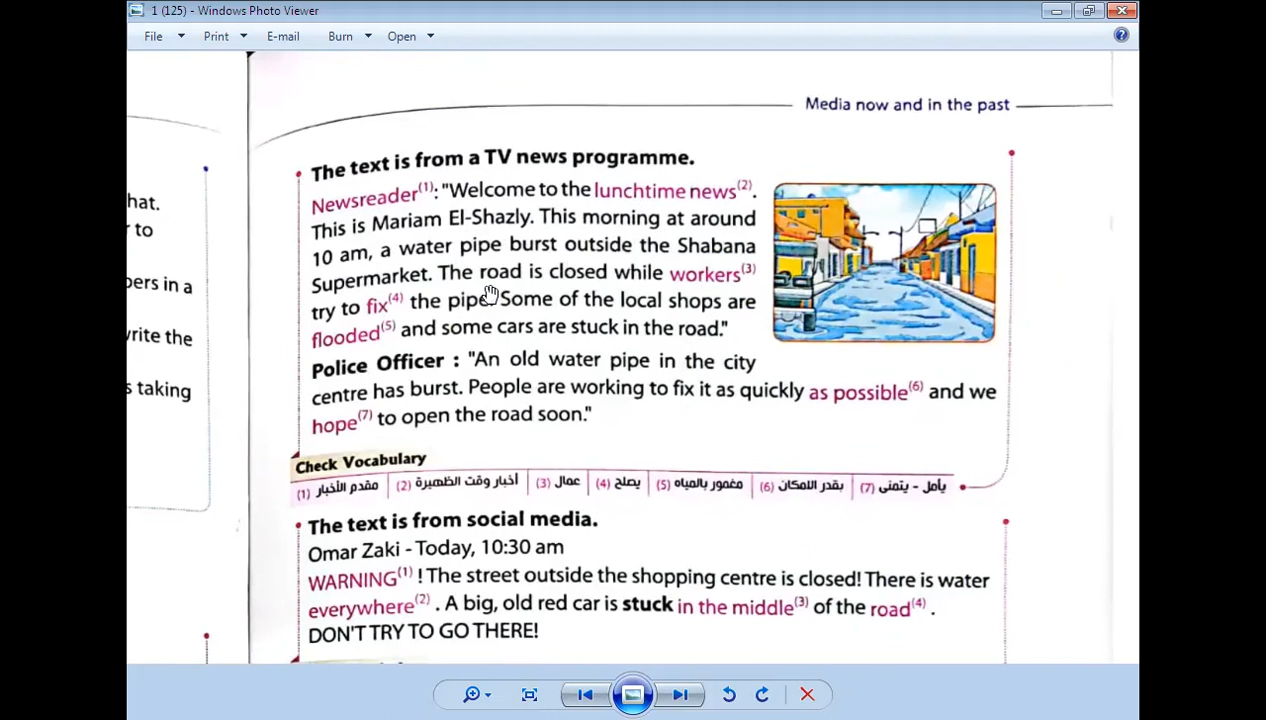 1 (125) - Windows Photo Viewer
File Print E-mail Burn Open
Media now and in the past
The text is from a TV news programme.
Newsreader(1): "Welcome to the lunchtime news(2).
This is Mariam El-Shazly. This morning at around
10 am, a water pipe burst outside the Shabana
Supermarket. The road is closed while workers(3)
try to fix(4) the pipe. Some of the local shops are
flooded(5) and some cars are stuck in the road."
Police Officer : "An old water pipe in the city
centre has burst. People are working to fix it as quickly as possible(6) and we
hope(7) to open the road soon."
Check Vocabulary
(1) مقدم الأخبار (2) أخبار وقت الظهيرة (3) عمال (4) يصلح (5) مغمور بالمياه (6) بقدر الامكان (7) يأمل - يتمنى
The text is from social media.
Omar Zaki - Today, 10:30 am
WARNING(1) ! The street outside the shopping centre is closed! There is water
everywhere(2) . A big, old red car is stuck in the middle(3) of the road(4) .
DON'T TRY TO GO THERE!
hat.
r to
pers in a
write the
s taking